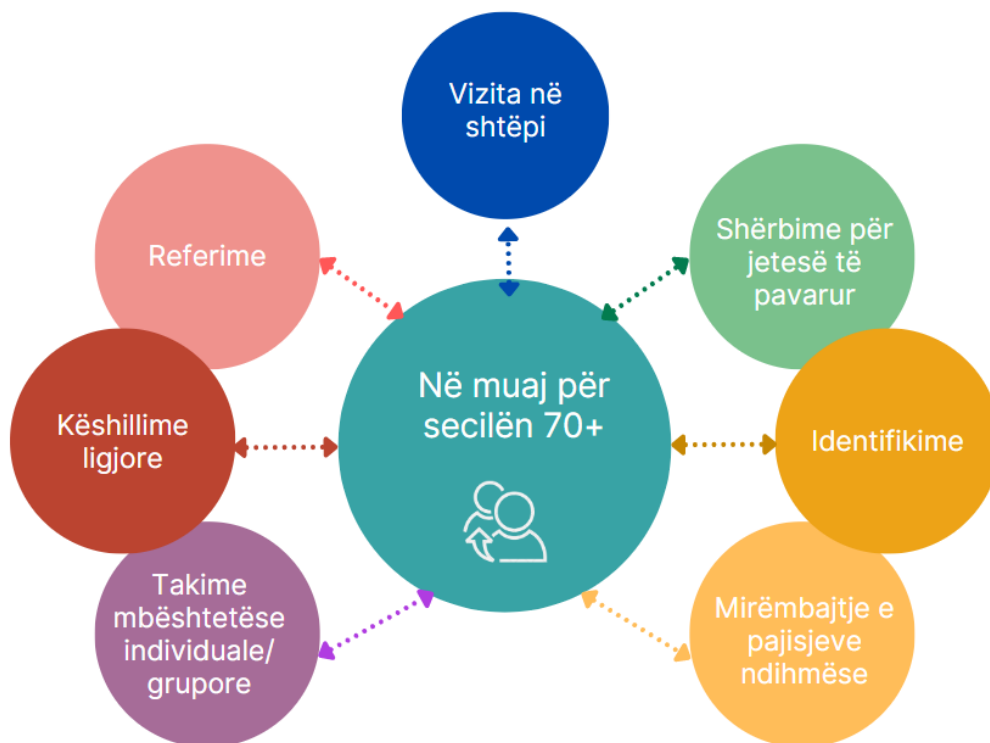 Vizita në
shtëpi
Referime
Shërbime për
jetesë të
pavarur
Në muaj për
secilën 70+
Këshillime
ligjore
Identifikime
Takime
mbështetëse
individuale/
grupore
Mirëmbajtje e
pajisjeve
ndihmëse